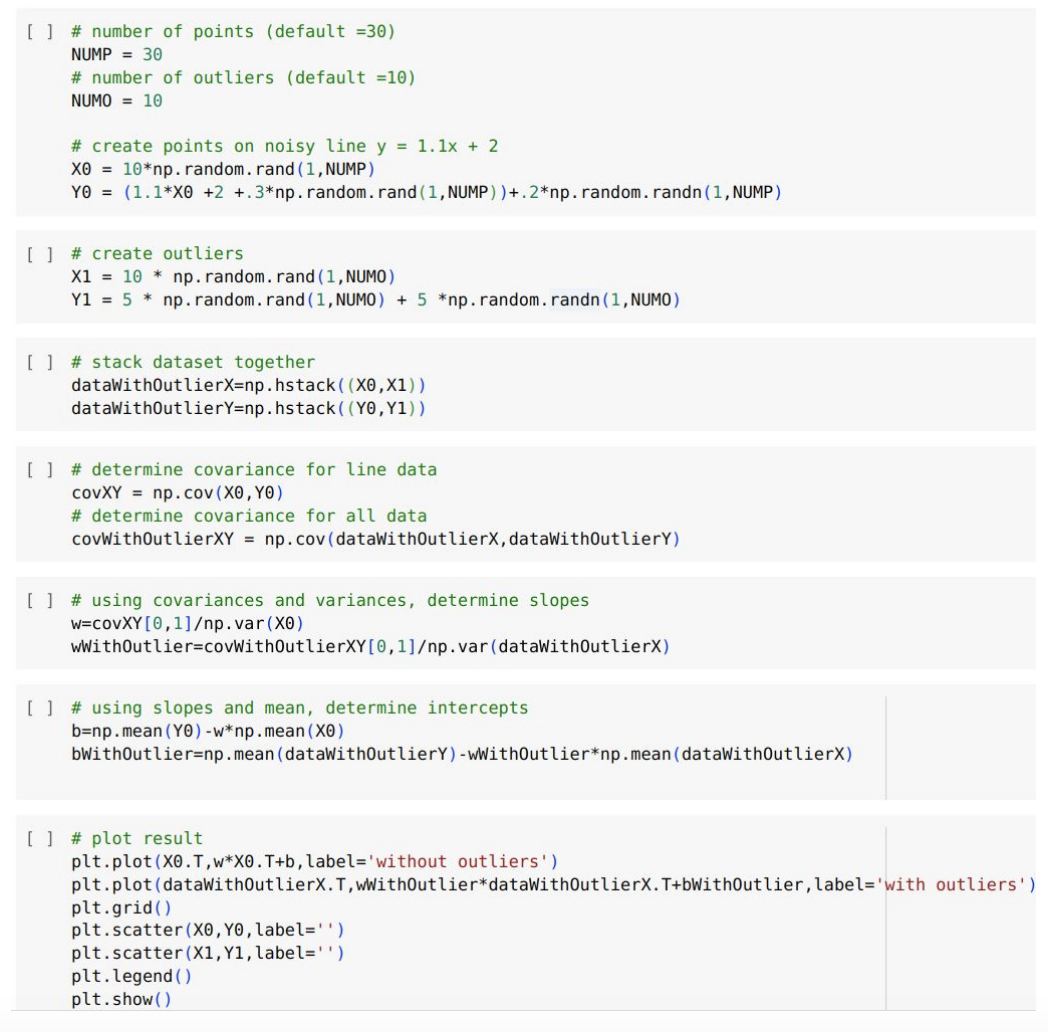 [ ] # number of points (default =30)
NUMP = 30
# number of outliers (default =10)
NUMO = 10
# create points on noisy line y = 1.1x + 2
X0 = 10*np.random.rand(1,NUMP)
Y0 = (1.1*X0 +2 +.3*np.random.rand(1,NUMP))+.2*np.random.randn(1,NUMP)
[ ] # create outliers
X1 = 10 * np.random.rand(1,NUMO)
Y1 = 5 * np.random.rand(1,NUMO) + 5 *np.random.randn(1,NUMO)
[ ] # stack dataset together
dataWithOutlierX=np.hstack((X0,X1))
dataWithOutlierY=np.hstack((Y0,Y1))
[ ] # determine covariance for line data
covXY = np.cov(X0,Y0)
# determine covariance for all data
covWithOutlierXY = np.cov(dataWithOutlierX,dataWithOutlierY)
[ ] # using covariances and variances, determine slopes
w=covXY[0,1]/np.var(X0)
wWithOutlier=covWithOutlierXY[0,1]/np.var(dataWithOutlierX)
[ ] # using slopes and mean, determine intercepts
b=np.mean(Y0)-w*np.mean(X0)
bWithOutlier=np.mean(dataWithOutlierY)-wWithOutlier*np.mean(dataWithOutlierX)
[ ] # plot result
plt.plot(X0.T,w*X0.T+b,label='without outliers')
plt.plot(dataWithOutlierX.T,wWithOutlier*dataWithOutlierX.T+bWithOutlier,label='with outliers')
plt.grid()
plt.scatter(X0,Y0,label='')
plt.scatter(X1,Y1,label='')
plt.legend()
plt.show()